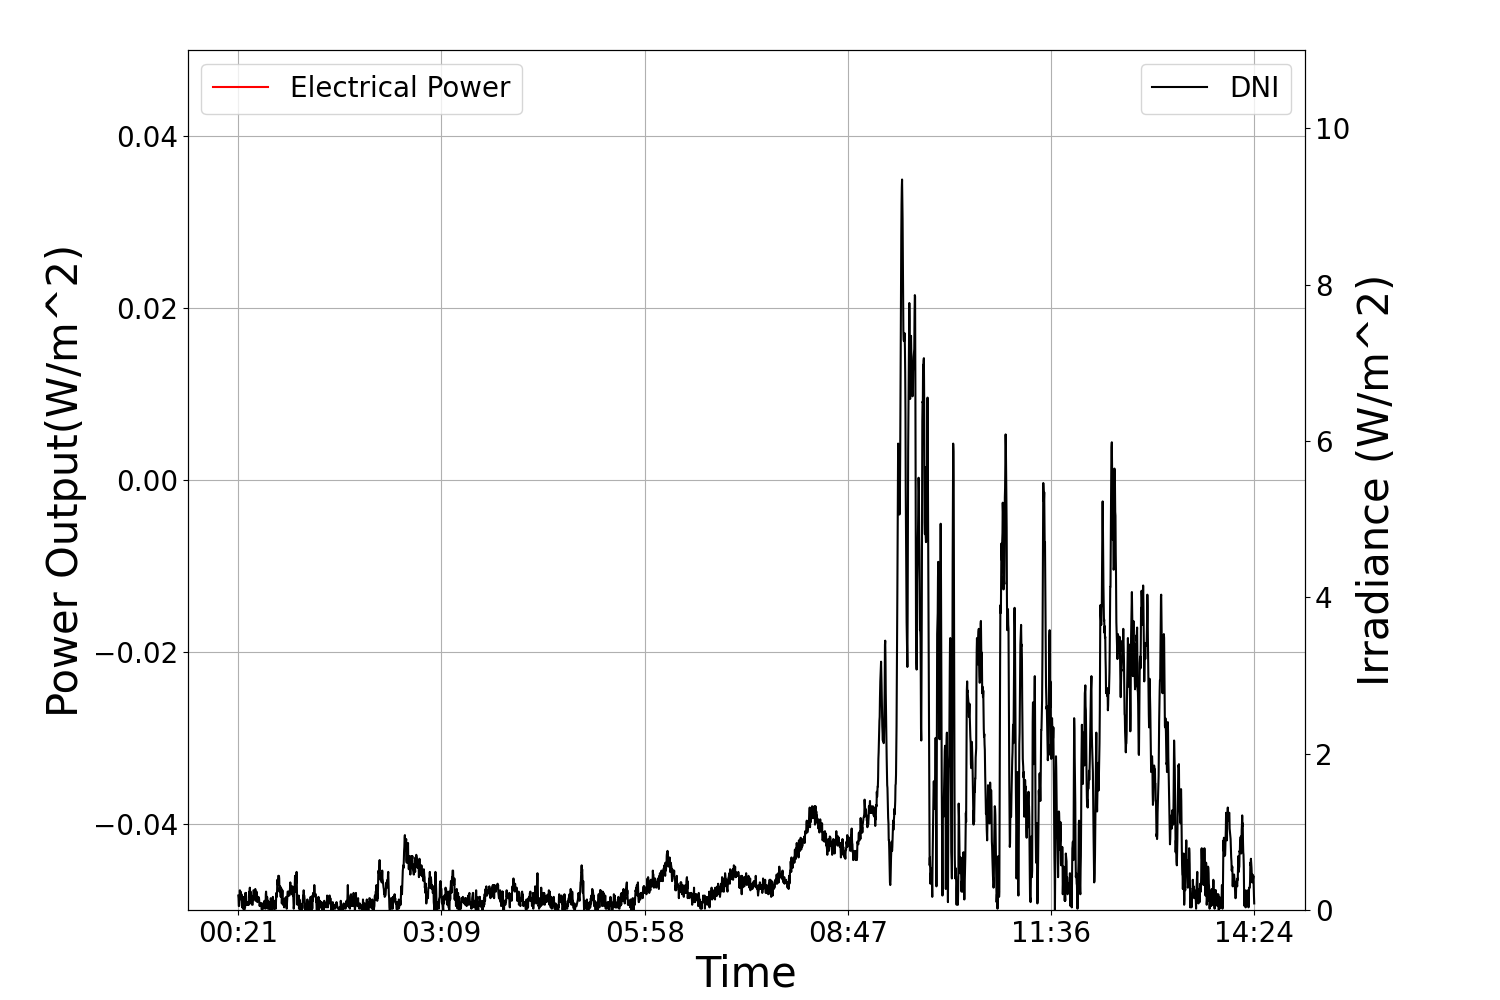 Electrical Power
DNI
0.04
0.02
0.00
−0.02
−0.04
10
8
6
4
2
0
Power Output(W/m^2)
Irradiance (W/m^2)
00:21 03:09 05:58 08:47 11:36 14:24
Time